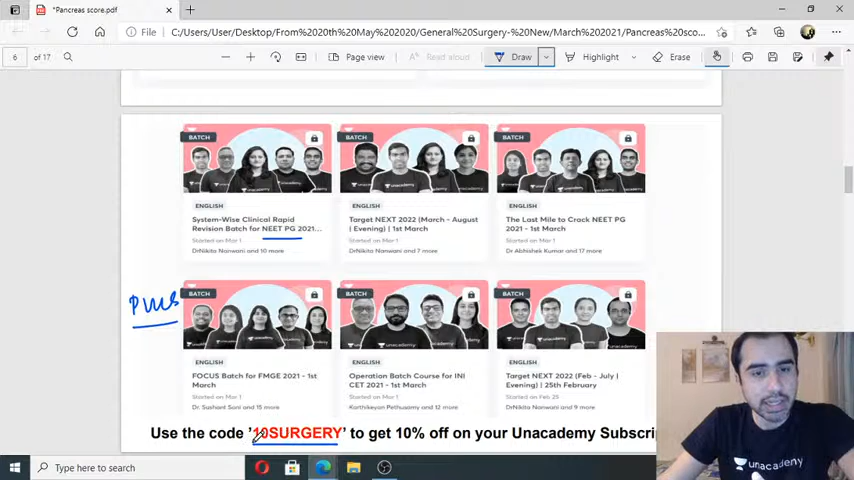 *Pancreas score.pdf
File C:/Users/User/Desktop/From%20th%20May%202020/General%20Surgery-%20New/March%202021/Pancreas%20sco...
6 of 17 Page view Read aloud Draw Highlight Erase
BATCH BATCH BATCH
unacademy
ENGLISH ENGLISH ENGLISH
System-Wise Clinical Rapid Revision Batch for NEET PG 2021...
Started on Mar 1
DrNikita Nanwani and 10 more
Target NEXT 2022 (March - August | Evening) | 1st March
Started on Mar 1
DrNikita Nanwani and 7 more
The Last Mile to Crack NEET PG 2021 - 1st March
Started on Mar 1
Dr Abhishek Kumar and 17 more
BATCH BATCH BATCH
unacademy
ENGLISH ENGLISH ENGLISH
FOCUS Batch for FMGE 2021 - 1st March
Started on Mar 1
Dr. Sushant Soni and 15 more
Operation Batch Course for INI CET 2021 - 1st March
Started on Mar 1
Karthikeyan Pethusamy and 12 more
Target NEXT 2022 (Feb - July | Evening) | 25th February
Started on Feb 25
DrNikita Nanwani and 9 more
Use the code '10SURGERY' to get 10% off on your Unacademy Subscri
unacademy
Type here to search